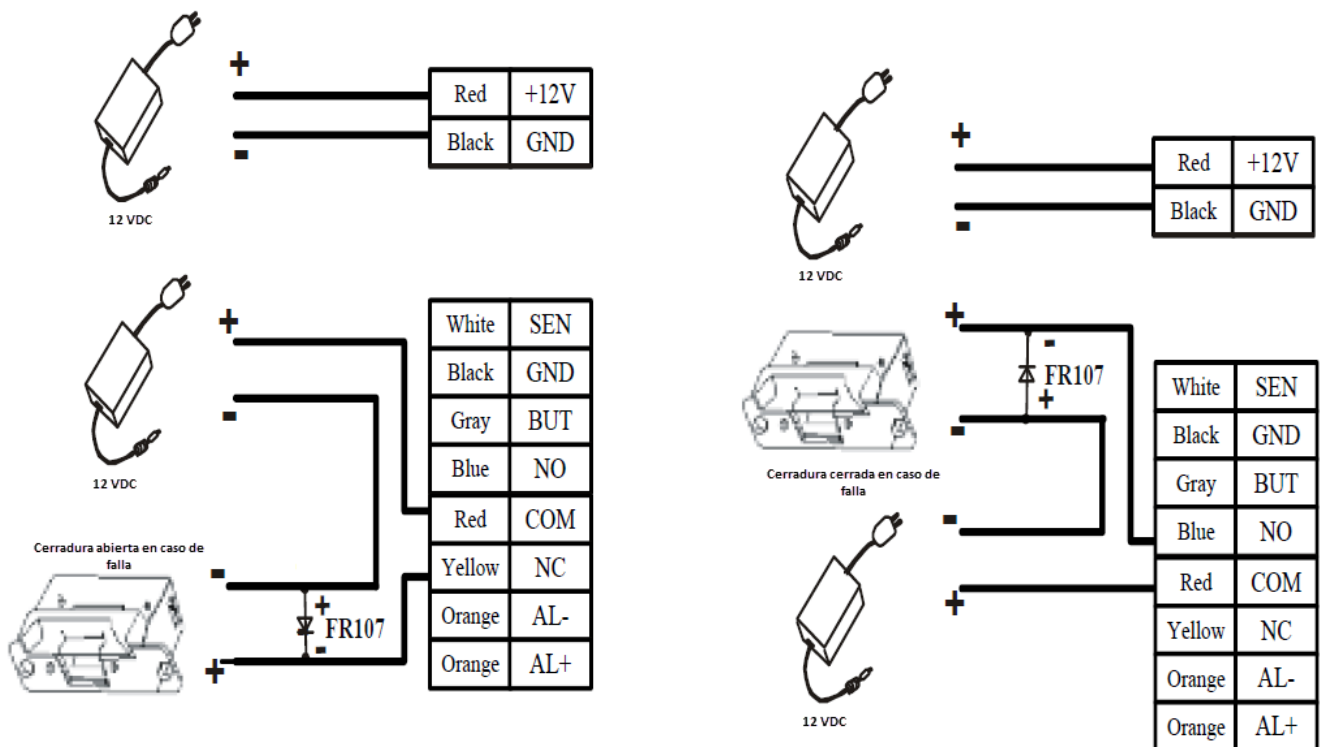 +
Red +12V
Black GND
-
12 VDC
+
-
12 VDC
White SEN
Black GND
Gray BUT
Blue NO
Red COM
Yellow NC
Orange AL-
Orange AL+
Cerradura abierta en caso de
falla
-
+
FR107
-
+
+
Red +12V
Black GND
-
12 VDC
+
-
FR107
+
-
Cerradura cerrada en caso de
falla
-
+
12 VDC
White SEN
Black GND
Gray BUT
Blue NO
Red COM
Yellow NC
Orange AL-
Orange AL+